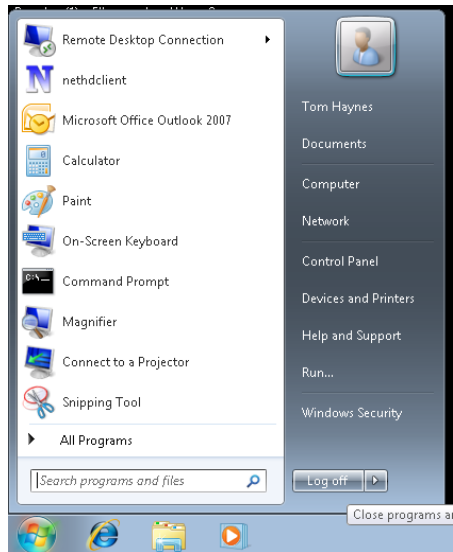 Remote Desktop Connection
nethdclient
Microsoft Office Outlook 2007
Calculator
Paint
On-Screen Keyboard
Command Prompt
Magnifier
Connect to a Projector
Snipping Tool
All Programs
Search programs and files
Tom Haynes
Documents
Computer
Network
Control Panel
Devices and Printers
Help and Support
Run...
Windows Security
Log off
Close programs